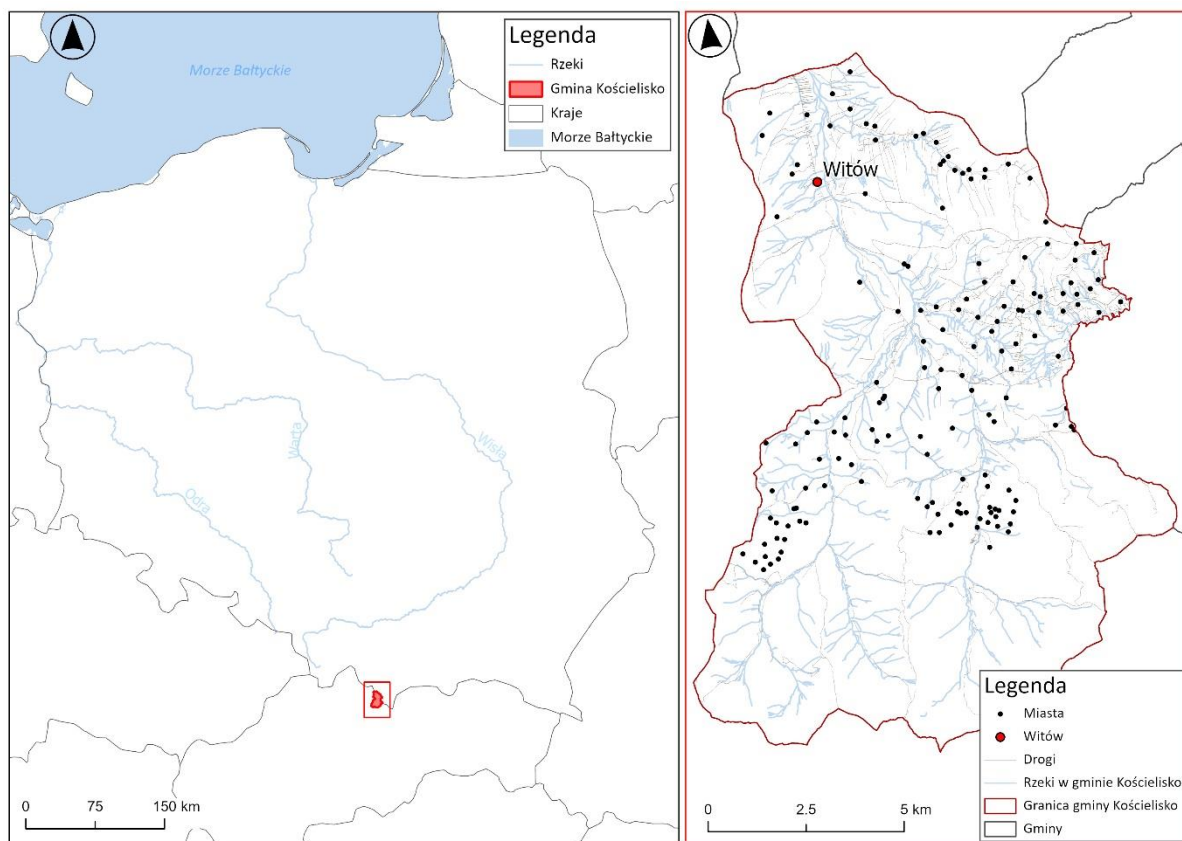 Morze Bałtyckie
Legenda
Rzeki
Gmina Kościelisko
Kraje
Morze Bałtyckie
Warta
Wisła
Odra
0 75 150 km
Witów
Legenda
Miasta
Witów
Drogi
Rzeki w gminie Kościelisko
Granica gminy Kościelisko
Gminy
0 2.5 5 km